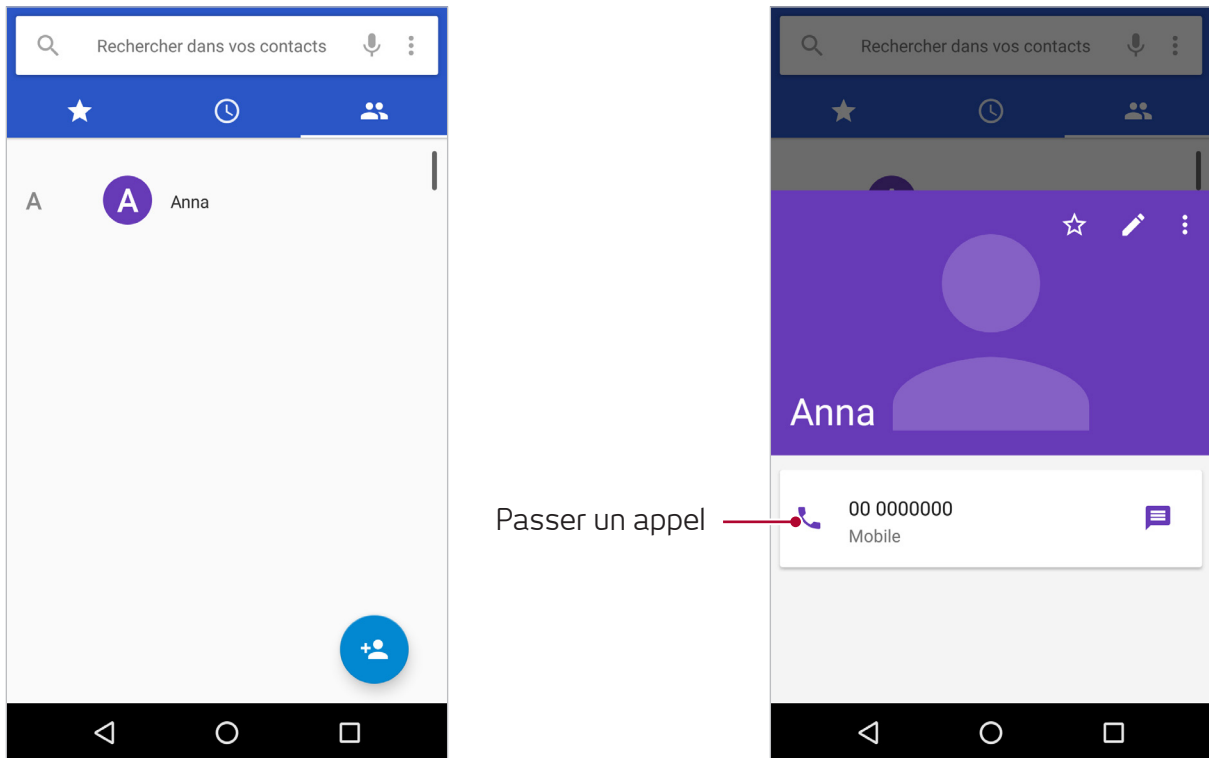 Rechercher dans vos contacts
A
A
Anna
Rechercher dans vos contacts
Anna
Passer un appel
00 0000000
Mobile